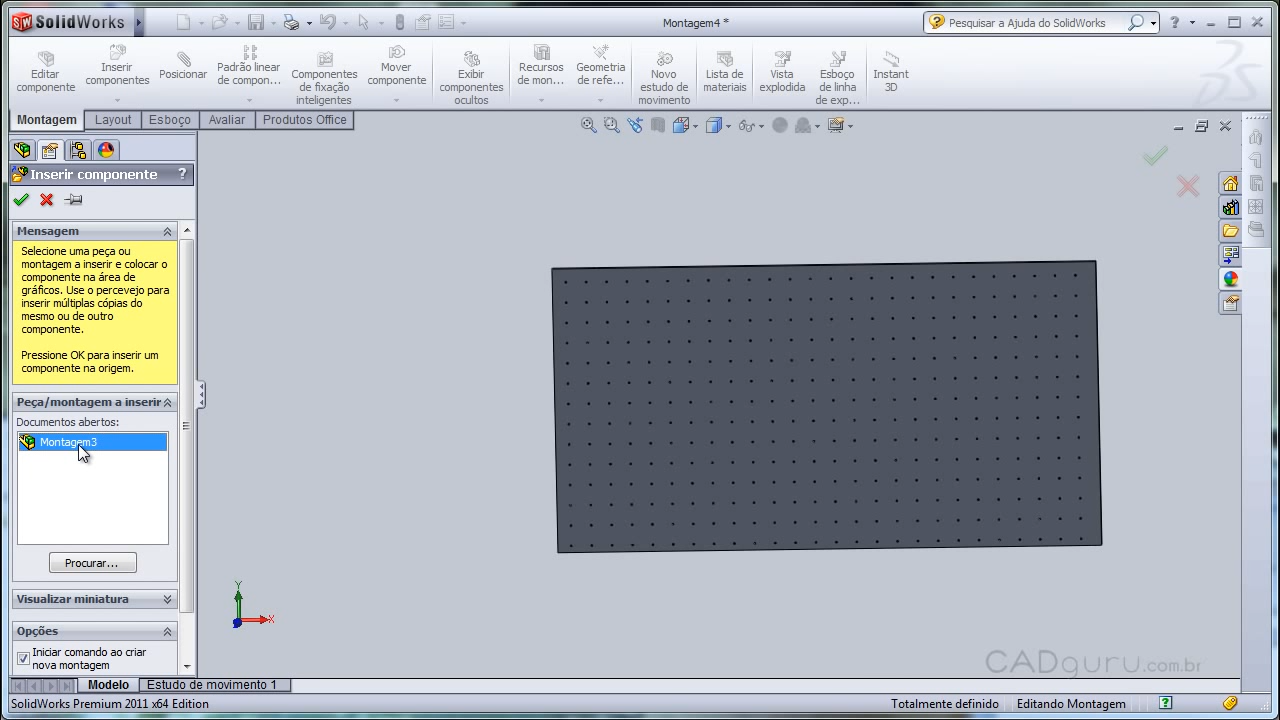 SolidWorks
Montagem4 *
Pesquisar a Ajuda do SolidWorks
?
Editar
componente
Inserir
componentes
Posicionar
Padrão linear
de compon...
Componentes
de fixação
inteligentes
Mover
componente
Exibir
componentes
ocultos
Recursos
de mon...
Geometria
de refe...
Novo
estudo de
movimento
Lista de
materiais
Vista
explodida
Esboço
de linha
de exp...
Instant
3D
Montagem
Layout
Esboço
Avaliar
Produtos Office
Inserir componente
?
Mensagem
Selecione uma peça ou
montagem a inserir e colocar o
componente na área de
gráficos. Use o percevejo para
inserir múltiplas cópias do
mesmo ou de outro
componente.
Pressione OK para inserir um
componente na origem.
Peça/montagem a inserir
Documentos abertos:
Montagem3
Procurar...
Visualizar miniatura
Opções
Iniciar comando ao criar
nova montagem
Y
X
CADguru.com.br
Modelo
Estudo de movimento 1
SolidWorks Premium 2011 x64 Edition
Totalmente definido
Editando Montagem
?